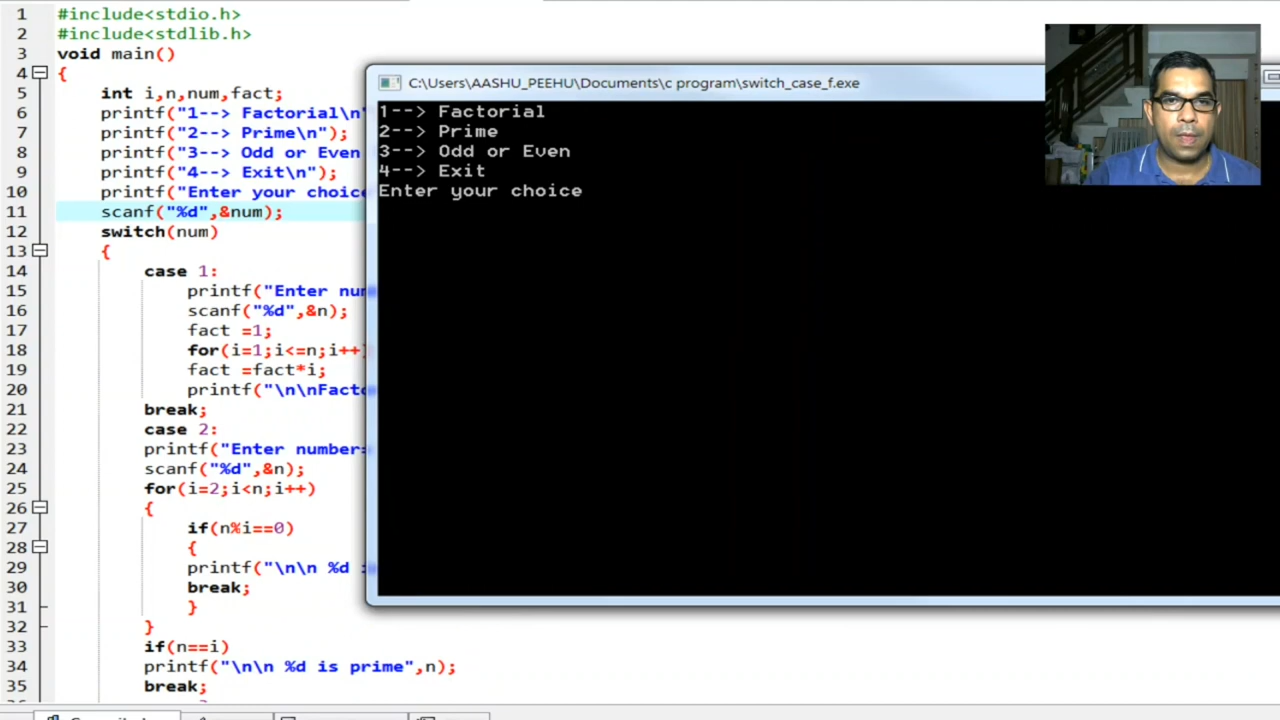 1 #include<stdio.h>
2 #include<stdlib.h>
3 void main()
4 {
5 int i,n,num,fact;
6 printf("1--> Factorial\n"
7 printf("2--> Prime\n");
8 printf("3--> Odd or Even
9 printf("4--> Exit\n");
10 printf("Enter your choice
11 scanf("%d",&num);
12 switch(num)
13 {
14 case 1:
15 printf("Enter num
16 scanf("%d",&n);
17 fact =1;
18 for(i=1;i<=n;i++)
19 fact =fact*i;
20 printf("\n\nFacto
21 break;
22 case 2:
23 printf("Enter number=
24 scanf("%d",&n);
25 for(i=2;i<n;i++)
26 {
27 if(n%i==0)
28 {
29 printf("\n\n %d
30 break;
31 }
32 }
33 if(n==i)
34 printf("\n\n %d is prime",n);
35 break;
C:\Users\AASHU_PEEHU\Documents\c program\switch_case_f.exe
1--> Factorial
2--> Prime
3--> Odd or Even
4--> Exit
Enter your choice